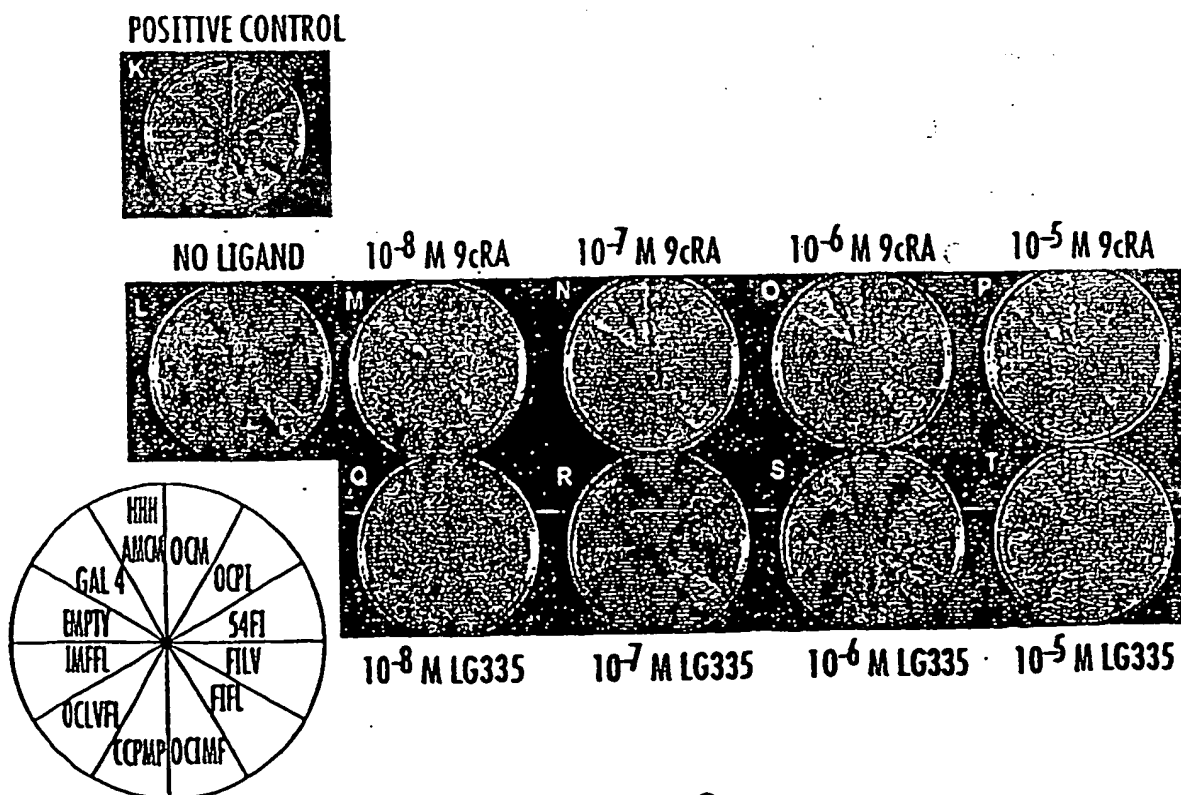 POSITIVE CONTROL
K
NO LIGAND 10-8 M 9cRA 10-7 M 9cRA 10-6 M 9cRA 10-5 M 9cRA
L M N O P
Q R S T
10-8 M LG335 10-7 M LG335 10-6 M LG335 10-5 M LG335
HHH
AMCM OCM
GAL 4 OCPI
EMPTY S4FI
IMFFL FILV
FIFL
OCLVFL
CCPMP OCIMF